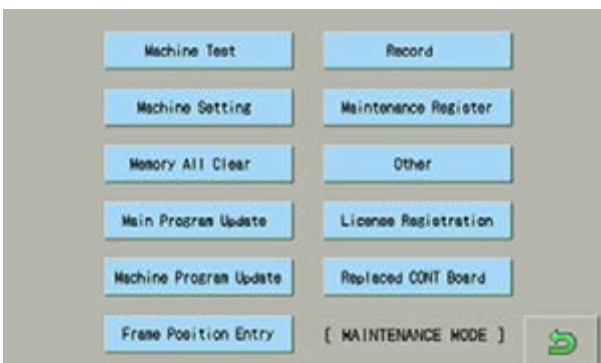 Machine Test
Record
Machine Setting
Maintenance Register
Memory All Clear
Other
Main Program Update
License Registration
Machine Program Update
Replaced CONT Board
Frame Position Entry
[ MAINTENANCE MODE ]